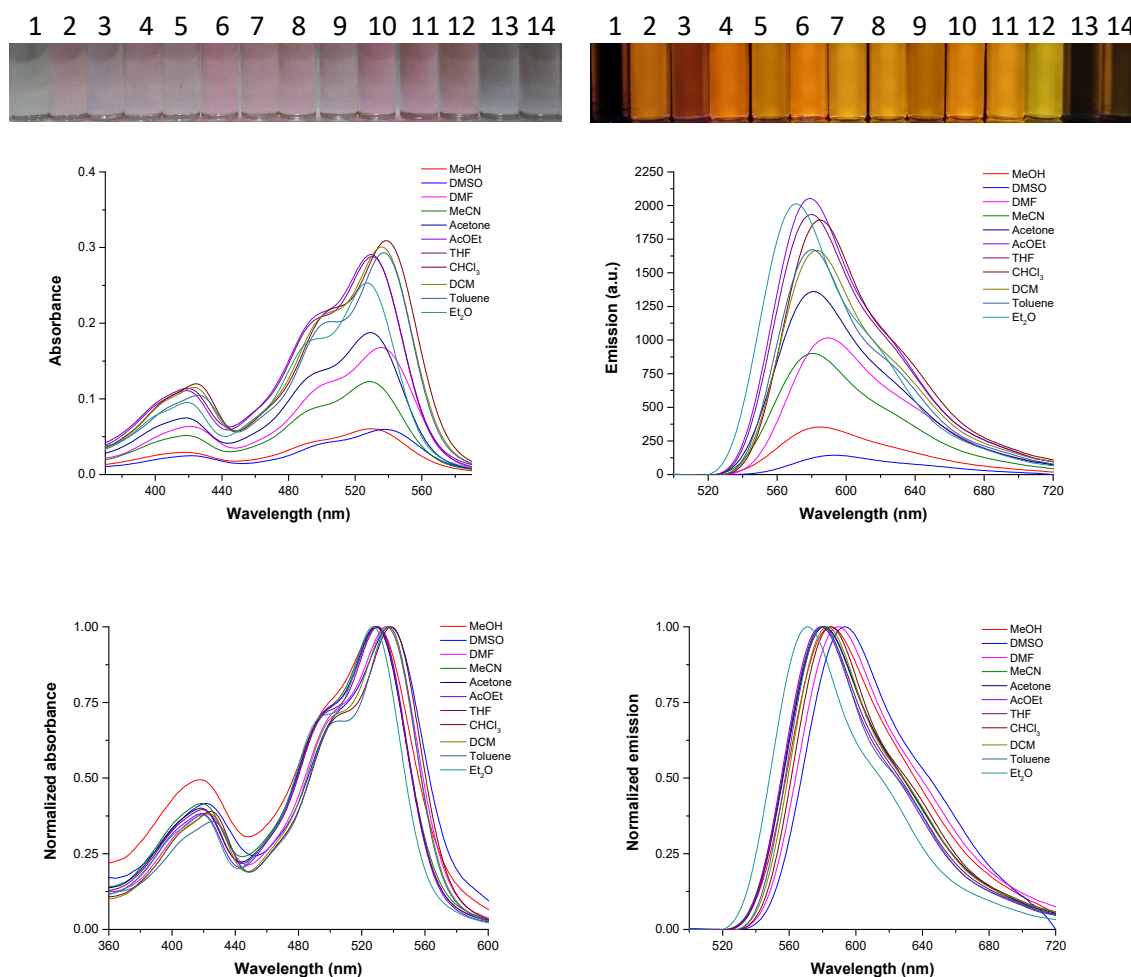 1 2 3 4 5 6 7 8 9 10 11 12 13 14
1 2 3 4 5 6 7 8 9 10 11 12 13 14
0.4
0.3
0.2
0.1
0.0
Absorbance
400 440 480 520 560
Wavelength (nm)
MeOH
DMSO
DMF
MeCN
Acetone
AcOEt
THF
CHCl₃
DCM
Toluene
Et₂O
2250
2000
1750
1500
1250
1000
750
500
250
0
Emission (a.u.)
520 560 600 640 680 720
Wavelength (nm)
MeOH
DMSO
DMF
MeCN
Acetone
AcOEt
THF
CHCl₃
DCM
Toluene
Et₂O
1.00
0.75
0.50
0.25
0.00
Normalized absorbance
360 400 440 480 520 560 600
Wavelength (nm)
MeOH
DMSO
DMF
MeCN
Acetone
AcOEt
THF
CHCl₃
DCM
Toluene
Et₂O
1.00
0.75
0.50
0.25
0.00
Normalized emission
520 560 600 640 680 720
Wavelength (nm)
MeOH
DMSO
DMF
MeCN
Acetone
AcOEt
THF
CHCl₃
DCM
Toluene
Et₂O